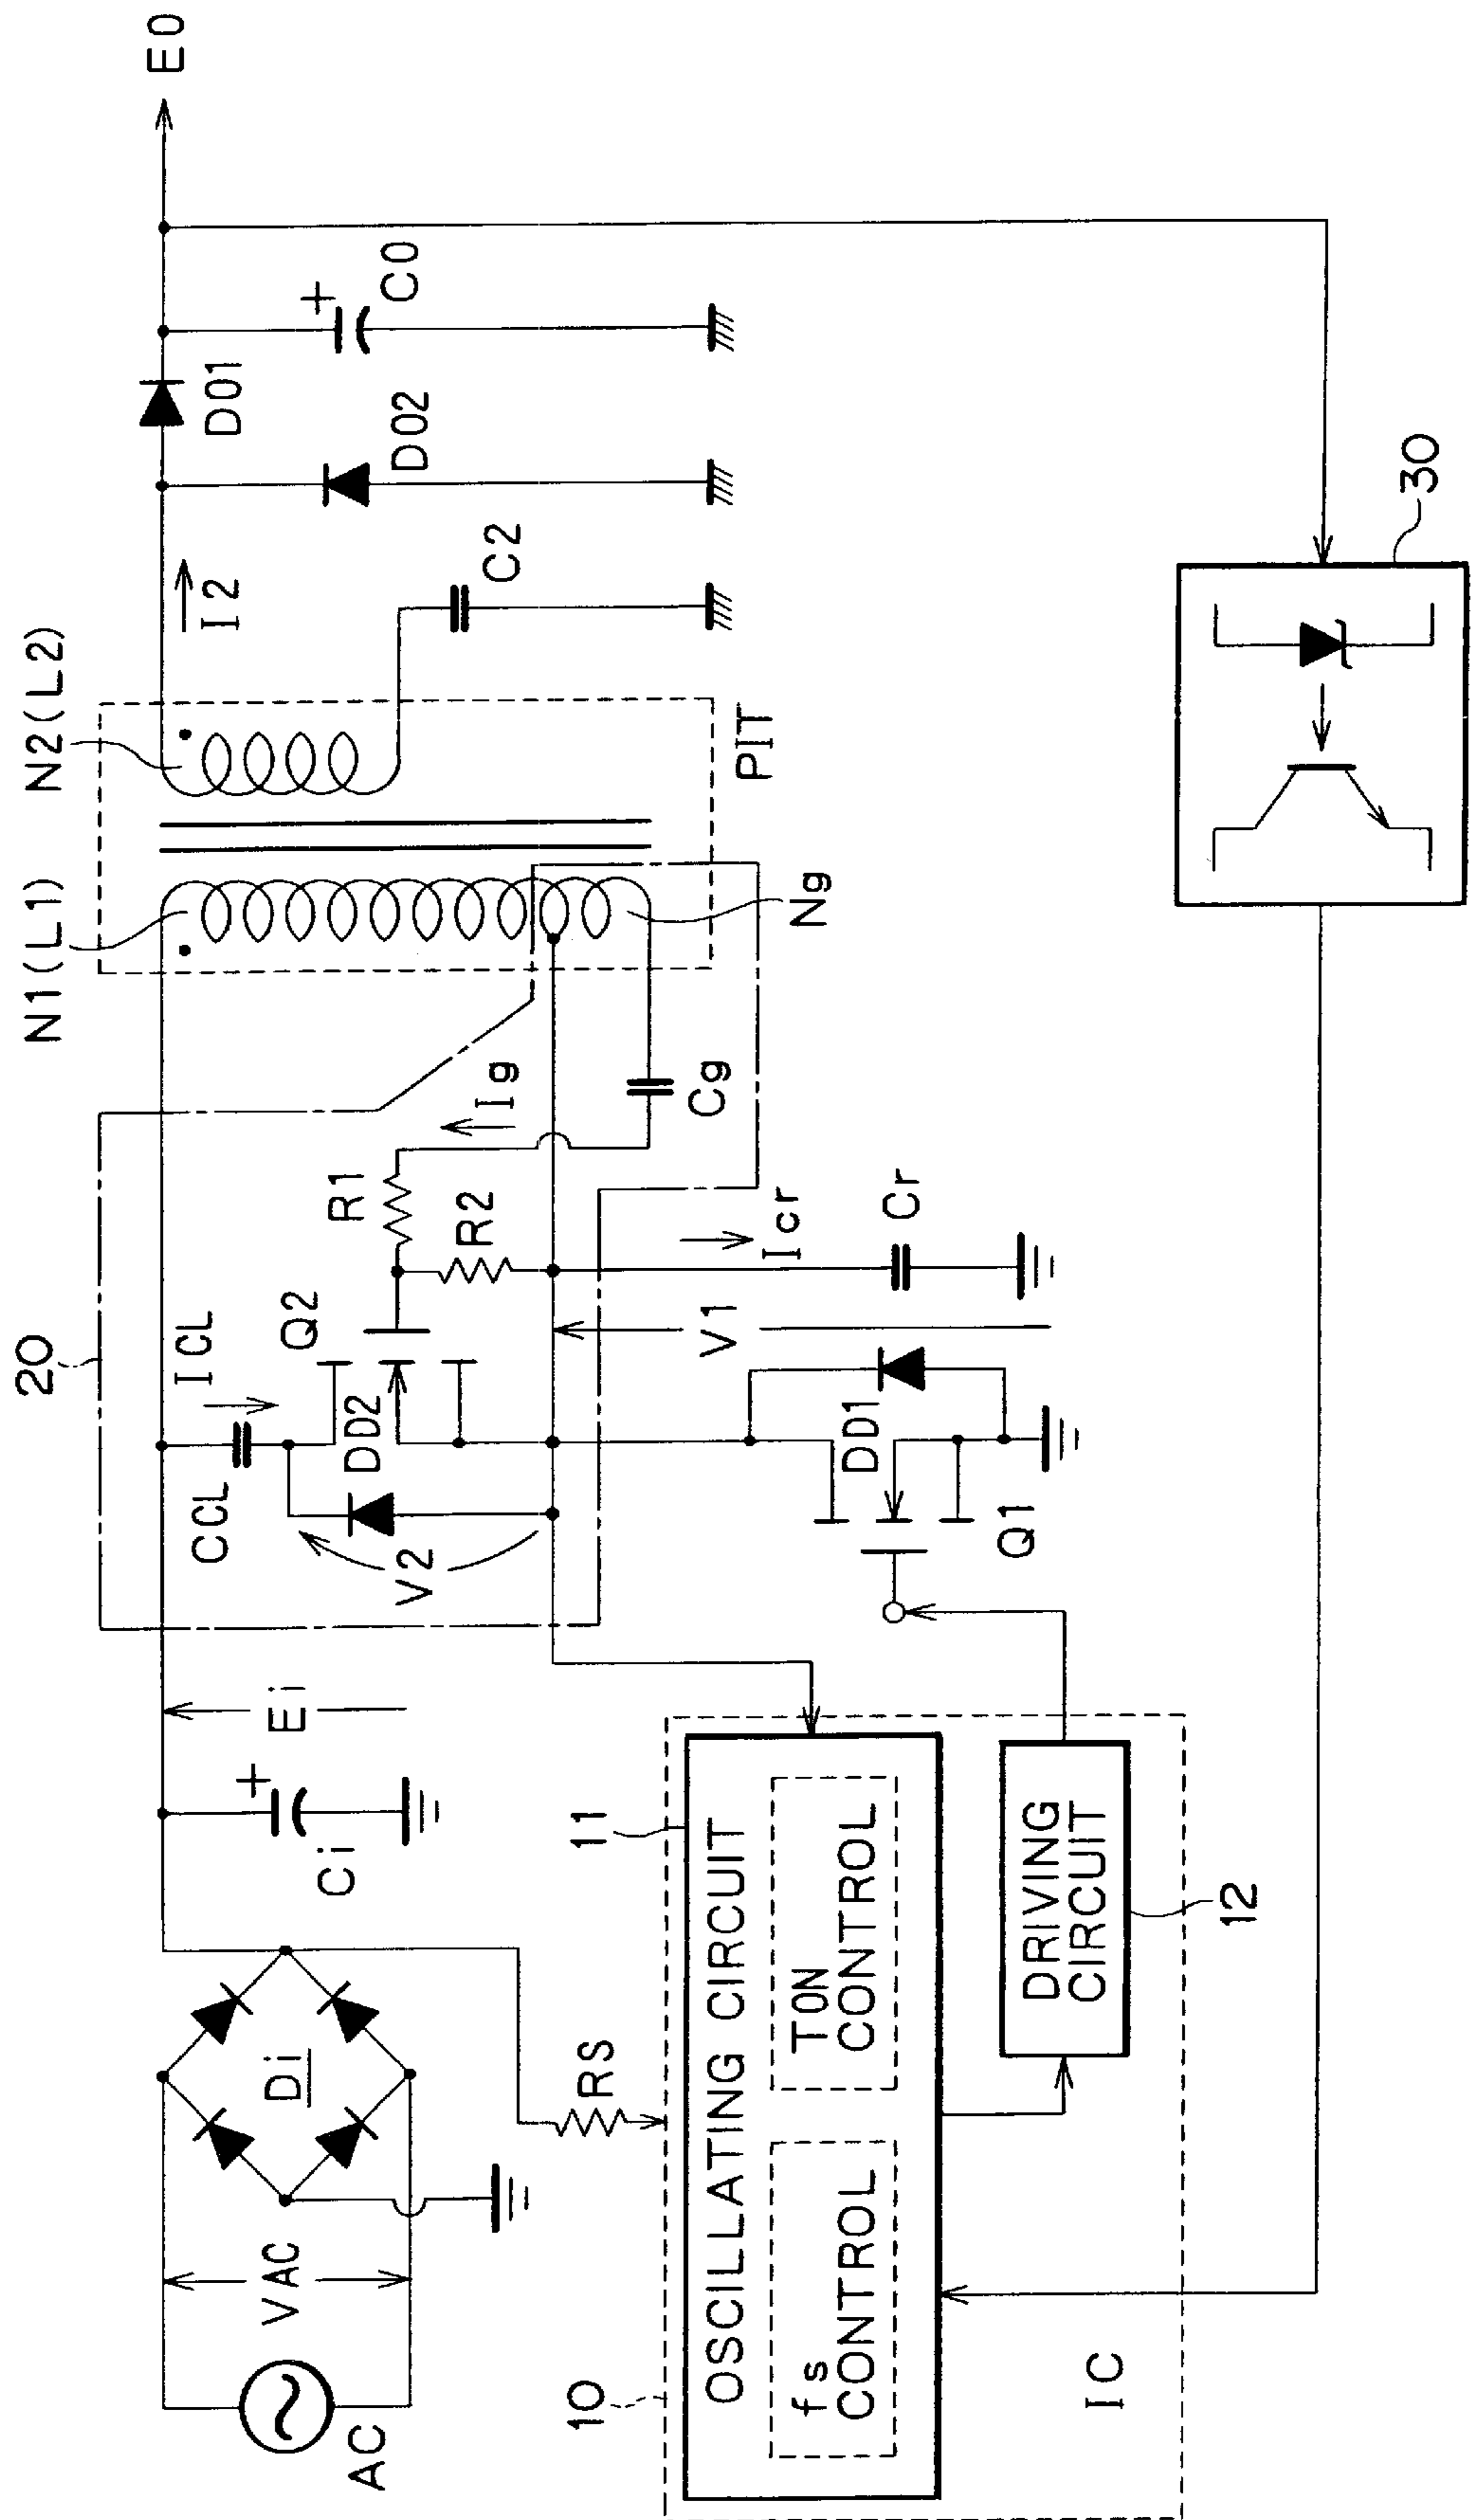 AC
VAC
Di
RS
Ci
+
Ei
20
CCL
ICL
Q2
DD2
V2
R1
R2
Ig
Cg
N1(L1)
N2(L2)
Ng
PIT
I2
C2
D01
D02
+
C0
E0
V1
Icr
Cr
DD1
Q1
10
11
OSCILLATING CIRCUIT
fs
CONTROL
TON
CONTROL
DRIVING
CIRCUIT
12
IC
30